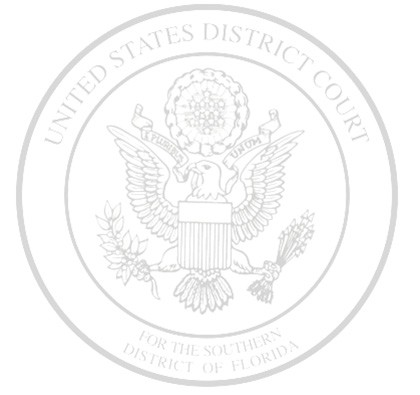 UNITED STATES DISTRICT COURT
E PLURIBUS UNUM
FOR THE SOUTHERN
DISTRICT OF FLORIDA